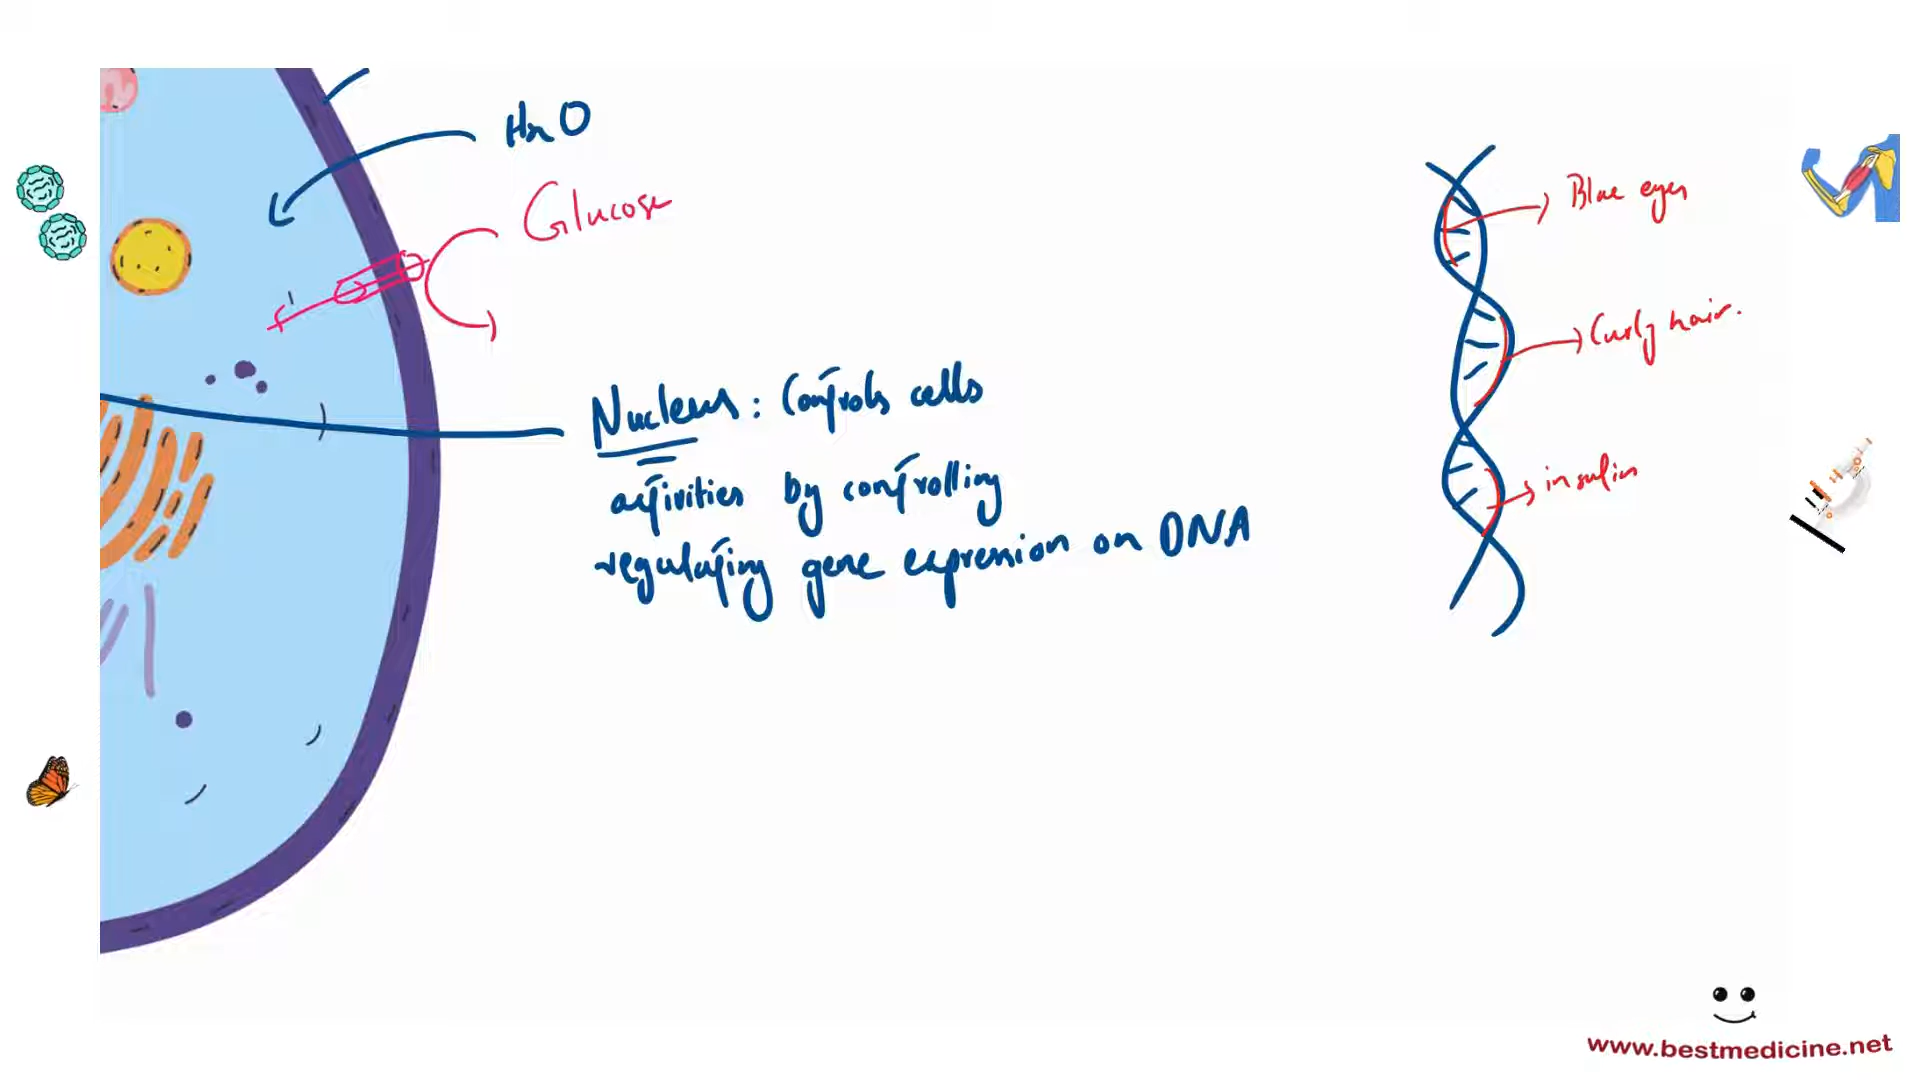 H2O
Glucose
Nucleus: Controls cells
activities by controlling
regulating gene expression on DNA
Blue eyes
Curly hair.
insulin
www.bestmedicine.net